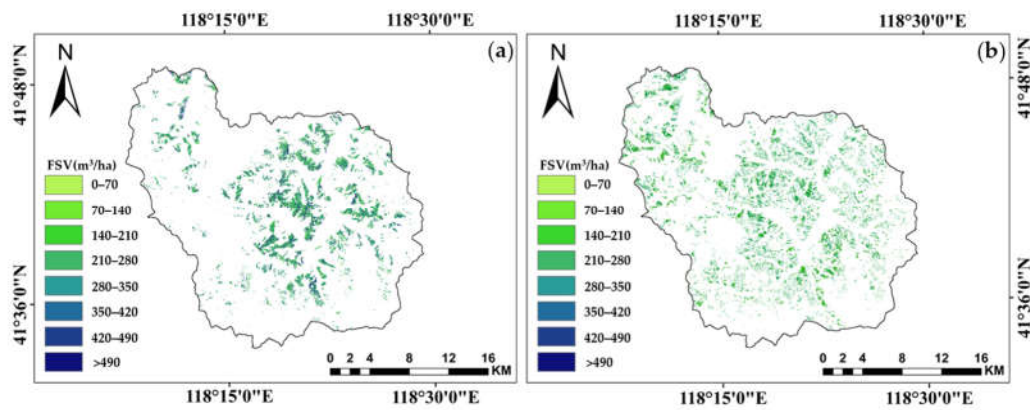 118°15'0"E 118°30'0"E 118°15'0"E 118°30'0"E
N (a) N (b)
41°48'0"N 41°48'0"N
FSV(m³/ha) FSV(m³/ha)
0–70 0–70
70–140 70–140
140–210 140–210
210–280 210–280
280–350 280–350
350–420 350–420
420–490 420–490
>490 >490
41°36'0"N 41°36'0"N
0 2 4 8 12 16 0 2 4 8 12 16
KM KM
118°15'0"E 118°30'0"E 118°15'0"E 118°30'0"E